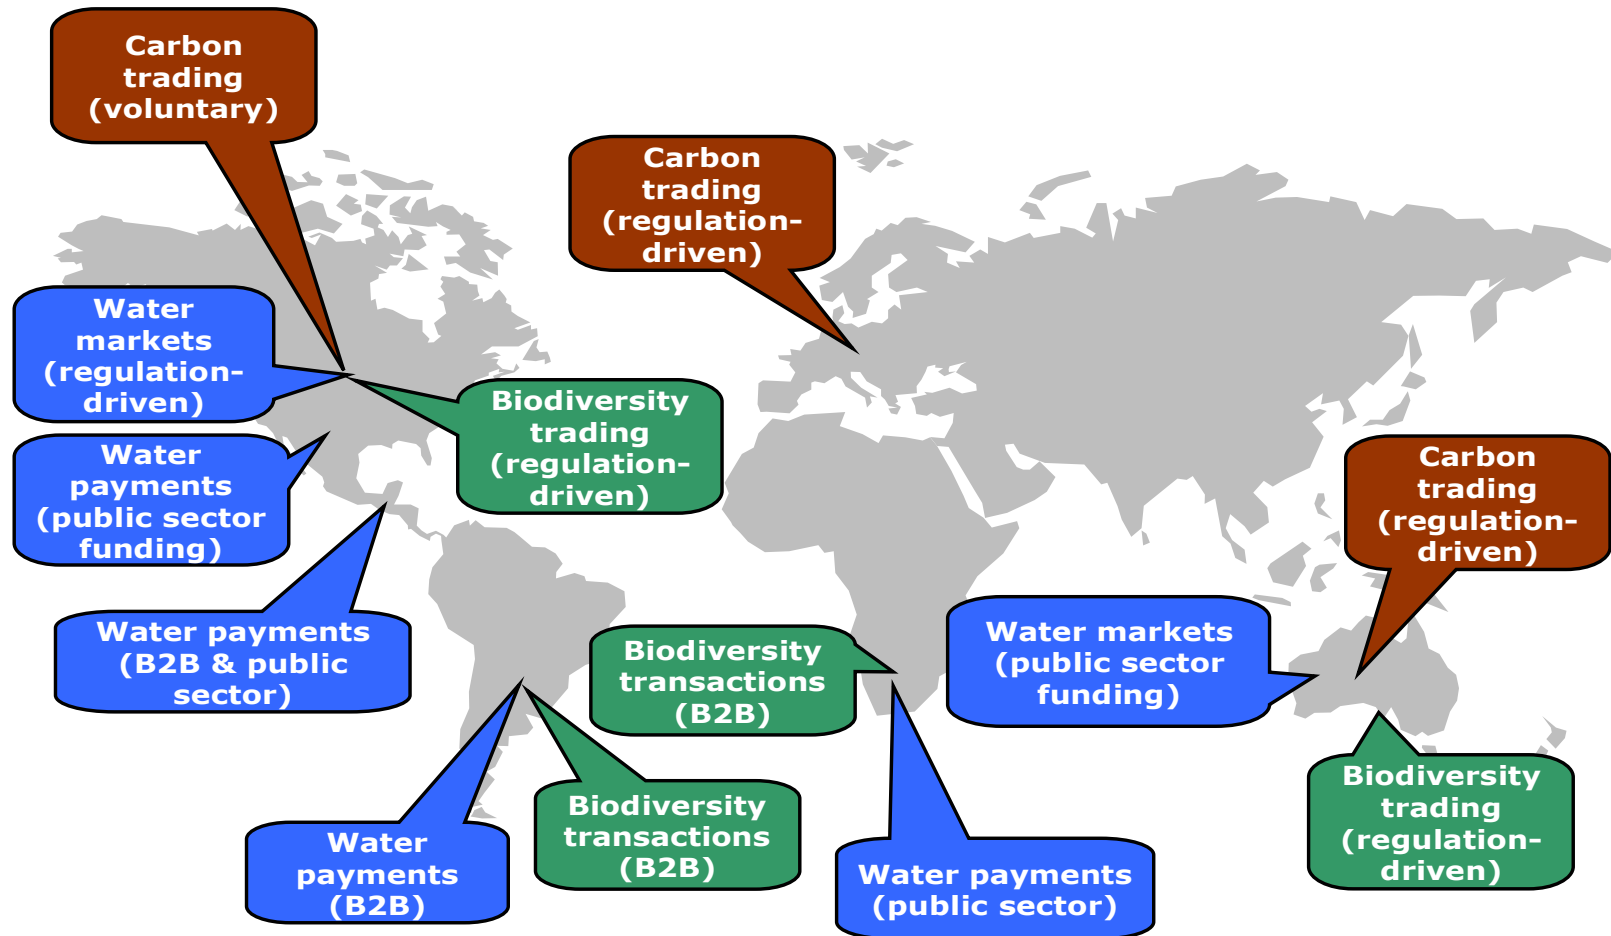 Carbon
trading
(voluntary)
Carbon
trading
(regulation-
driven)
Water
markets
(regulation-
driven)
Biodiversity
trading
(regulation-
driven)
Water
payments
(public sector
funding)
Carbon
trading
(regulation-
driven)
Water payments
(B2B & public
sector)
Biodiversity
transactions
(B2B)
Water markets
(public sector
funding)
Water
payments
(B2B)
Biodiversity
transactions
(B2B)
Water payments
(public sector)
Biodiversity
trading
(regulation-
driven)